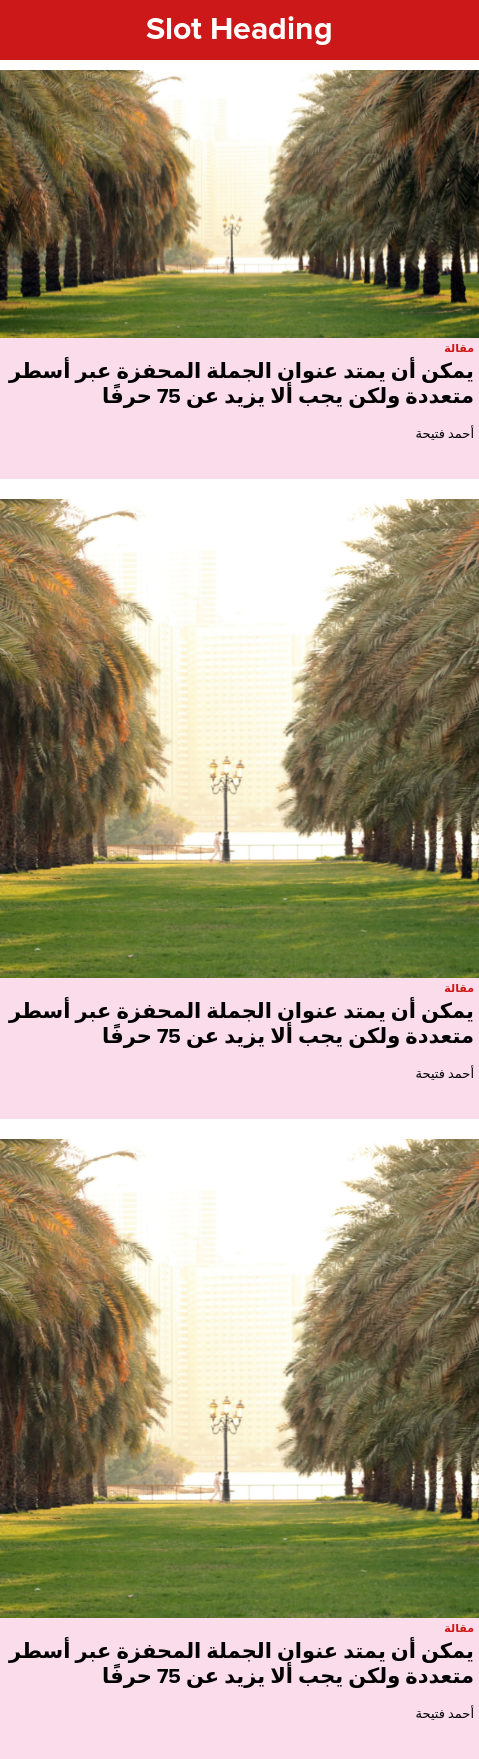 Slot Heading
مقالة
يمكن أن يمتد عنوان الجملة المحفزة عبر أسطر
متعددة ولكن يجب ألا يزيد عن 75 حرفًا
أحمد فتيحة
مقالة
يمكن أن يمتد عنوان الجملة المحفزة عبر أسطر
متعددة ولكن يجب ألا يزيد عن 75 حرفًا
أحمد فتيحة
مقالة
يمكن أن يمتد عنوان الجملة المحفزة عبر أسطر
متعددة ولكن يجب ألا يزيد عن 75 حرفًا
أحمد فتيحة